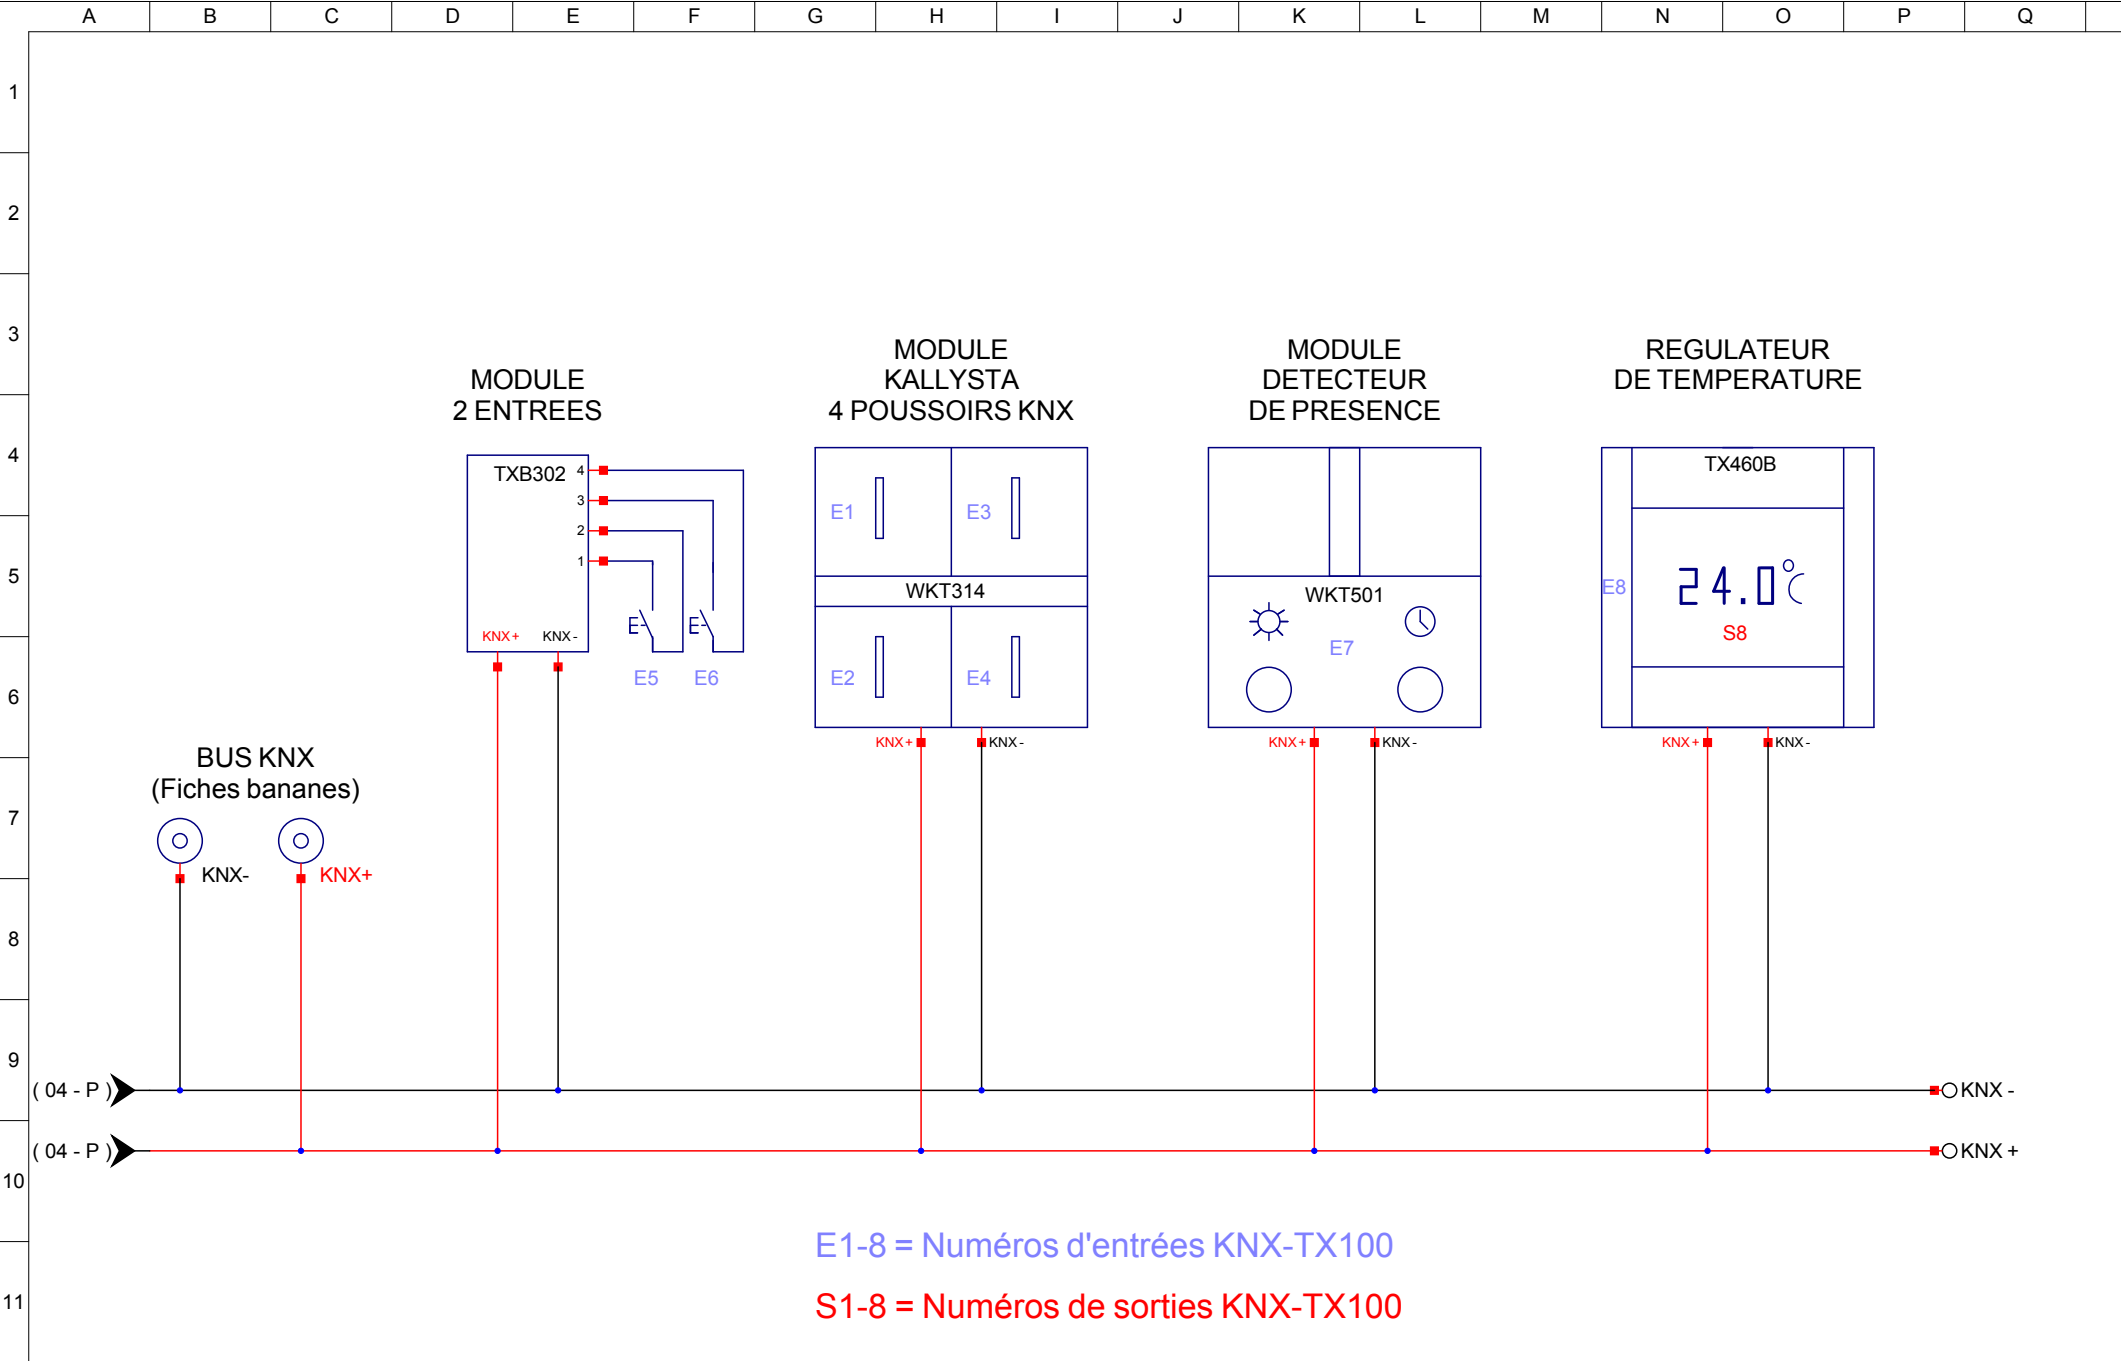 A B C D E F G H I J K L M N O P Q
1
2
3
4
5
6
7
8
9
10
11
MODULE
2 ENTREES
TXB302
4
3
2
1
KNX+ KNX-
E5 E6
MODULE
KALLYSTA
4 POUSSOIRS KNX
E1 E3
WKT314
E2 E4
KNX+ KNX-
MODULE
DETECTEUR
DE PRESENCE
WKT501
E7
KNX+ KNX-
REGULATEUR
DE TEMPERATURE
TX460B
E8
24.0°C
S8
KNX+ KNX-
BUS KNX
(Fiches bananes)
KNX- KNX+
( 04 - P ) KNX -
( 04 - P ) KNX +
E1-8 = Numéros d'entrées KNX-TX100
S1-8 = Numéros de sorties KNX-TX100